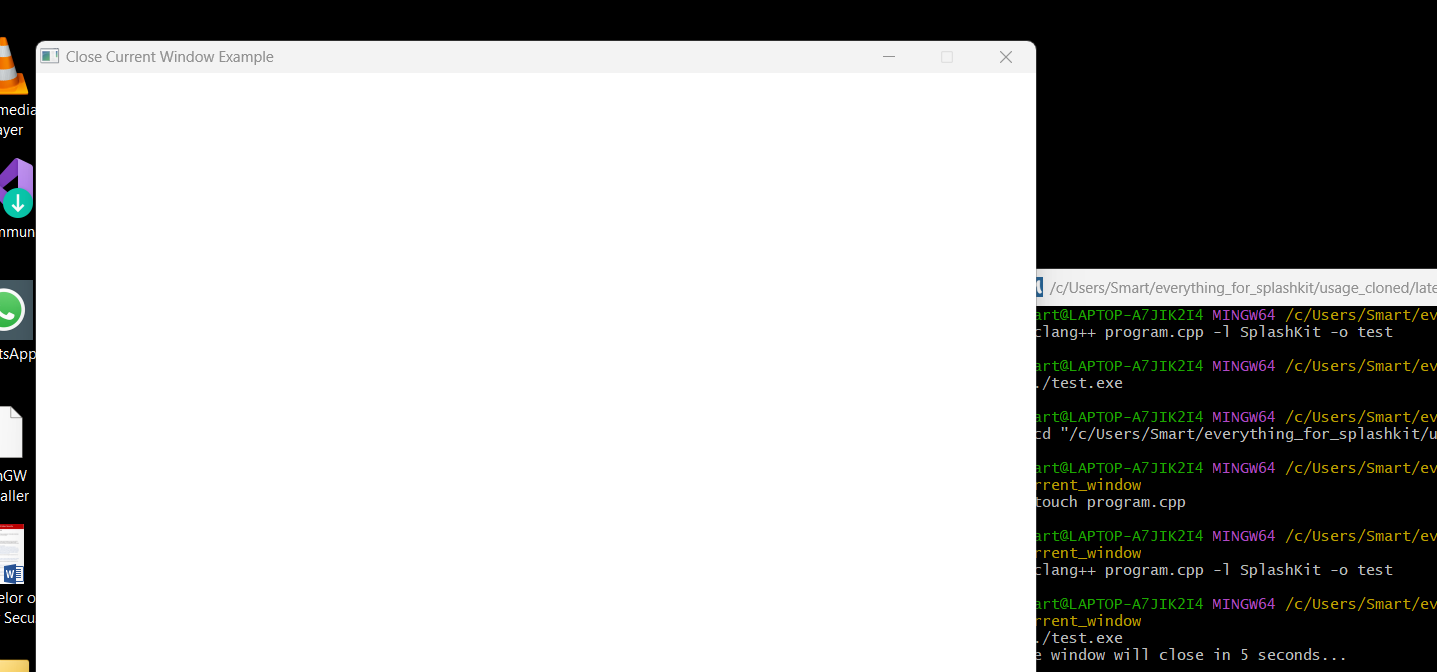 Close Current Window Example
media
ayer
mmun
tsApp
nGW
aller
W
elor o
Secu
/c/Users/Smart/everything_for_splashkit/usage_cloned/late
art@LAPTOP-A7JIK2I4 MINGW64 /c/Users/Smart/ev
clang++ program.cpp -l SplashKit -o test
art@LAPTOP-A7JIK2I4 MINGW64 /c/Users/Smart/ev
./test.exe
art@LAPTOP-A7JIK2I4 MINGW64 /c/Users/Smart/ev
cd "/c/Users/Smart/everything_for_splashkit/u
art@LAPTOP-A7JIK2I4 MINGW64 /c/Users/Smart/ev
rrent_window
touch program.cpp
art@LAPTOP-A7JIK2I4 MINGW64 /c/Users/Smart/ev
rrent_window
clang++ program.cpp -l SplashKit -o test
art@LAPTOP-A7JIK2I4 MINGW64 /c/Users/Smart/ev
rrent_window
./test.exe
e window will close in 5 seconds...